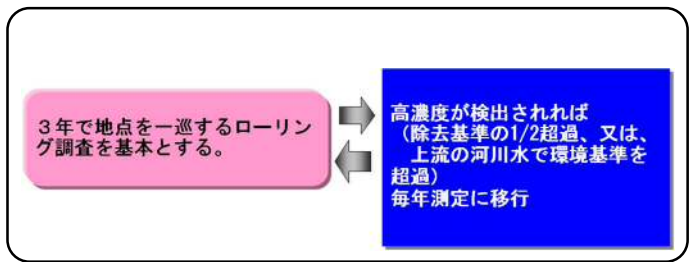 3年で地点を一巡するローリン
グ調査を基本とする。
高濃度が検出されれば
(除去基準の1/2超過、又は、
上流の河川水で環境基準を
超過)
毎年測定に移行